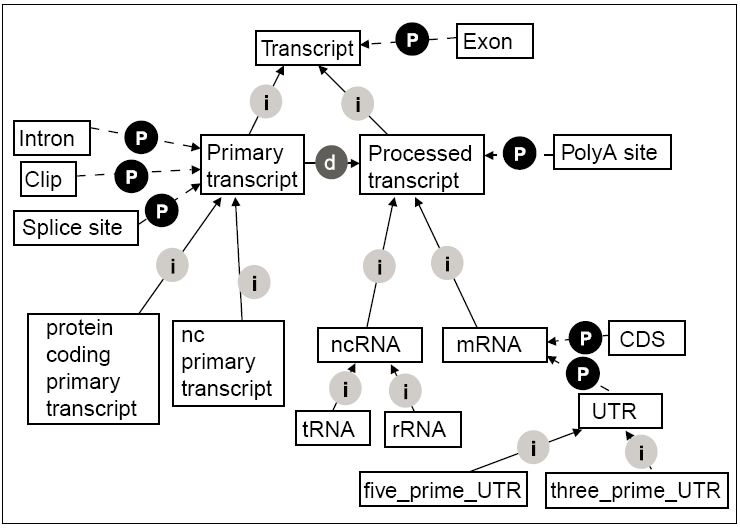 Transcript
P
Exon
i
i
Intron
P
Clip
P
Splice site
P
Primary
transcript
d
Processed
transcript
P
PolyA site
i
i
i
i
protein
coding
primary
transcript
nc
primary
transcript
ncRNA
mRNA
P
CDS
P
i
i
tRNA
rRNA
UTR
i
i
five_prime_UTR
three_prime_UTR